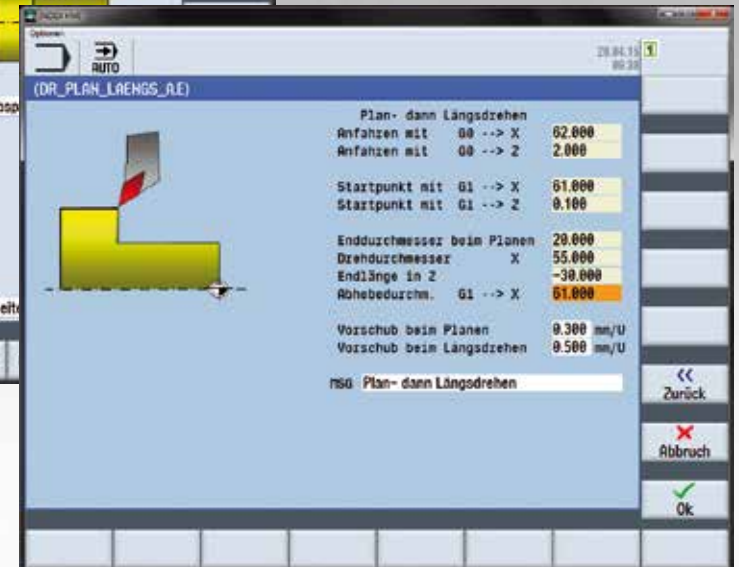 Optionen
AUTO
28.04.15
09:38
1
(DR_PLAN_LAENGS_A.E)
Plan- dann Längsdrehen
Anfahren mit G0 --> X 62.000
Anfahren mit G0 --> Z 2.000
Startpunkt mit G1 --> X 61.000
Startpunkt mit G1 --> Z 0.100
Enddurchmesser beim Planen 20.000
Drehdurchmesser X 55.000
Endlänge in Z -30.000
Abhebedurchm. G1 --> X 61.000
Vorschub beim Planen 0.300 mm/U
Vorschub beim Längsdrehen 0.500 mm/U
MSG Plan- dann Längsdrehen
<<
Zurück
Abbruch
Ok